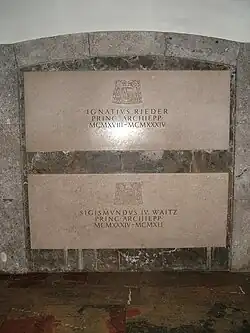 IGNATIVS RIEDER
PRINC ARCHIEPP
MCMXVIII-MCMXXXIV
SIGISMVNDVS IV. WAITZ
PRINC ARCHIEPP
MCMXXXIV-MCMXLI